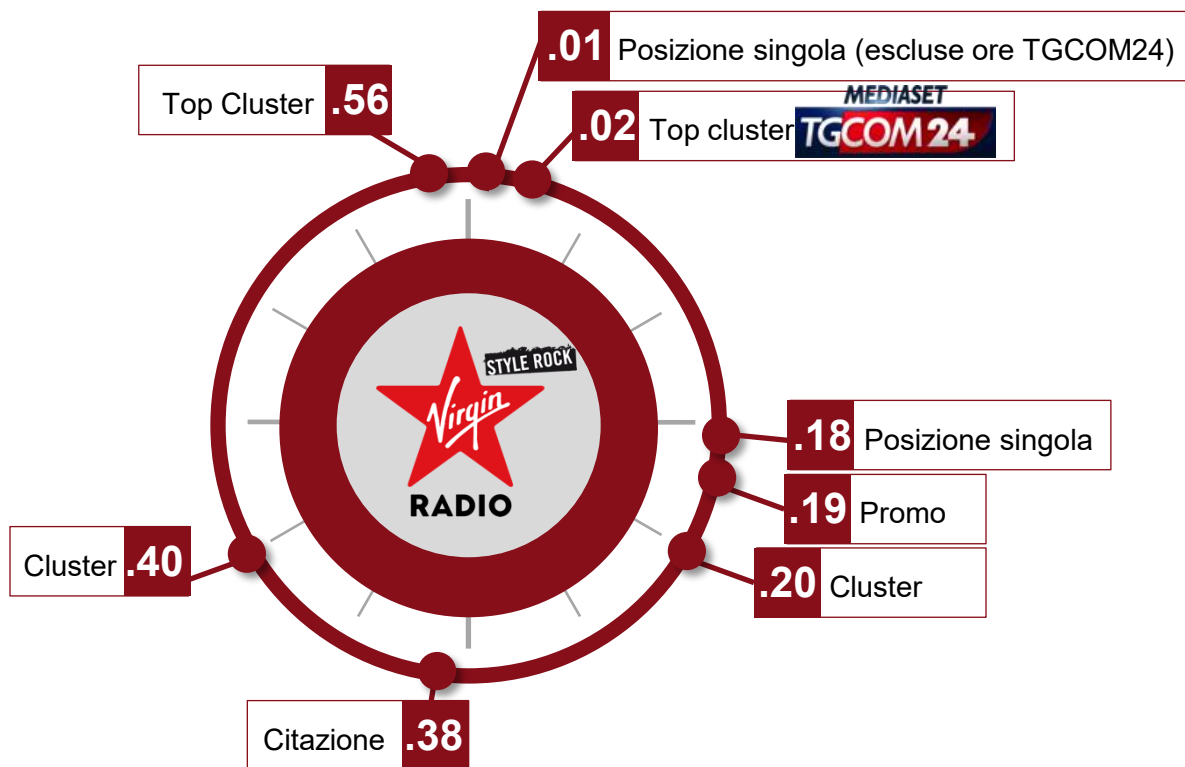 .01 Posizione singola (escluse ore TGCOM24)
Top Cluster .56
.02 Top cluster MEDIASET TGCOM24
STYLE ROCK
Virgin
RADIO
.18 Posizione singola
.19 Promo
Cluster .40
.20 Cluster
Citazione .38